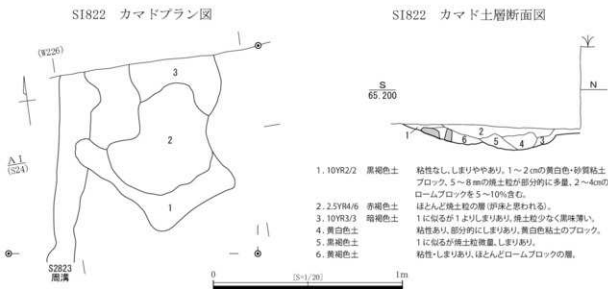 SI822 カマドプラン図
SI822 カマド土層断面図
(W226)
3
2
1
A1
(S24)
S2823
周溝
S
65.200
N
1
2
6
5
4
3
1. 10YR2/2 黒褐色土 粘性なし、しまりややあり。1～2cmの黄白色・砂質粘土
ブロック、5～8mmの焼土粒が部分的に多量、2～4cmの
ロームブロックを5～10%含む。
2. 2.5YR4/6 赤褐色土 ほとんど焼土粒の層(炉床と思われる)。
3. 10YR3/3 暗褐色土 1に似るが1よりしまりあり、焼土粒少なく黒味薄い。
4. 黄白色土 粘性あり、部分的にしまりあり、黄白色粘土のブロック。
5. 黒褐色土 1に似るが焼土粒微量、しまりあり。
6. 黄褐色土 粘性・しまりあり、ほとんどロームブロックの層。
0 [S=1/20] 1m